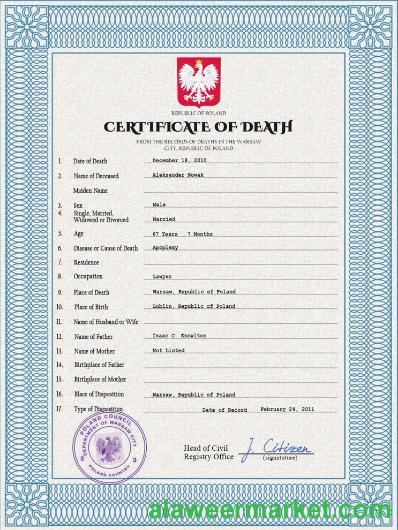 REPUBLIC OF POLAND
CERTIFICATE OF DEATH
FROM THE RECORDS OF DEATHS IN THE WARSAW
CITY, REPUBLIC OF POLAND
1. Date of Death December 18, 2010
2. Name of Deceased Aleksander Nowak
Maiden Name
3. Sex Male
4. Single, Married,
Widowed or Divorced Married
5. Age 67 Years 7 Months
6. Disease or Cause of Death Apoplexy
7. Residence
8. Occupation Lawyer
9. Place of Death Warsaw, Republic of Poland
10. Place of Birth Lublin, Republic of Poland
11. Name of Husband or Wife
12. Name of Father Isaac C. Knowlton
13. Name of Mother Not Listed
14. Birthplace of Father
15. Birthplace of Mother
16. Place of Disposition Warsaw, Republic of Poland
17. Type of Disposition Date of Record February 24, 2011
POLAND COUNCIL
DEPARTMENT OF WARSAW CITY
POLAND COUNTRY
Head of Civil
Registry Office
J. Citizen
(signature)
alaweermarket.com